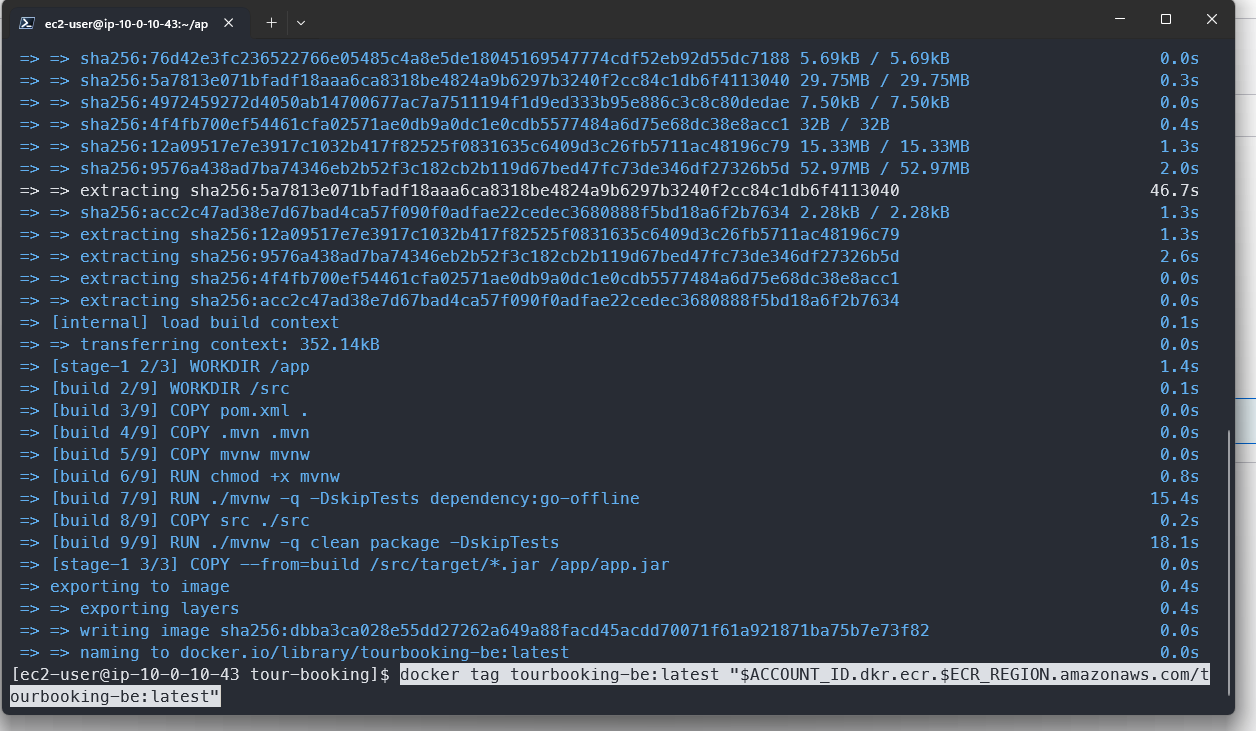 ec2-user@ip-10-0-10-43:~/ap
=> => sha256:76d42e3fc236522766e05485c4a8e5de18045169547774cdf52eb92d55dc7188 5.69kB / 5.69kB 0.0s
=> => sha256:5a7813e071bfadf18aaa6ca8318be4824a9b6297b3240f2cc84c1db6f4113040 29.75MB / 29.75MB 0.3s
=> => sha256:4972459272d4050ab14700677ac7a7511194f1d9ed333b95e886c3c8c80dedae 7.50kB / 7.50kB 0.0s
=> => sha256:4f4fb700ef54461cfa02571ae0db9a0dc1e0cdb5577484a6d75e68dc38e8acc1 32B / 32B 0.4s
=> => sha256:12a09517e7e3917c1032b417f82525f0831635c6409d3c26fb5711ac48196c79 15.33MB / 15.33MB 1.3s
=> => sha256:9576a438ad7ba74346eb2b52f3c182cb2b119d67bed47fc73de346df27326b5d 52.97MB / 52.97MB 2.0s
=> => extracting sha256:5a7813e071bfadf18aaa6ca8318be4824a9b6297b3240f2cc84c1db6f4113040 46.7s
=> => sha256:acc2c47ad38e7d67bad4ca57f090f0adfae22cedec3680888f5bd18a6f2b7634 2.28kB / 2.28kB 1.3s
=> => extracting sha256:12a09517e7e3917c1032b417f82525f0831635c6409d3c26fb5711ac48196c79 1.3s
=> => extracting sha256:9576a438ad7ba74346eb2b52f3c182cb2b119d67bed47fc73de346df27326b5d 2.6s
=> => extracting sha256:4f4fb700ef54461cfa02571ae0db9a0dc1e0cdb5577484a6d75e68dc38e8acc1 0.0s
=> => extracting sha256:acc2c47ad38e7d67bad4ca57f090f0adfae22cedec3680888f5bd18a6f2b7634 0.0s
=> [internal] load build context 0.1s
=> => transferring context: 352.14kB 0.0s
=> [stage-1 2/3] WORKDIR /app 1.4s
=> [build 2/9] WORKDIR /src 0.1s
=> [build 3/9] COPY pom.xml . 0.0s
=> [build 4/9] COPY .mvn .mvn 0.0s
=> [build 5/9] COPY mvnw mvnw 0.0s
=> [build 6/9] RUN chmod +x mvnw 0.8s
=> [build 7/9] RUN ./mvnw -q -DskipTests dependency:go-offline 15.4s
=> [build 8/9] COPY src ./src 0.2s
=> [build 9/9] RUN ./mvnw -q clean package -DskipTests 18.1s
=> [stage-1 3/3] COPY --from=build /src/target/*.jar /app/app.jar 0.0s
=> exporting to image 0.4s
=> => exporting layers 0.4s
=> => writing image sha256:dbba3ca028e55dd27262a649a88facd45acdd70071f61a921871ba75b7e73f82 0.0s
=> => naming to docker.io/library/tourbooking-be:latest 0.0s
[ec2-user@ip-10-0-10-43 tour-booking]$ docker tag tourbooking-be:latest "$ACCOUNT_ID.dkr.ecr.$ECR_REGION.amazonaws.com/t
ourbooking-be:latest"